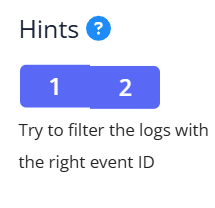 Hints ?
1 2
Try to filter the logs with
the right event ID